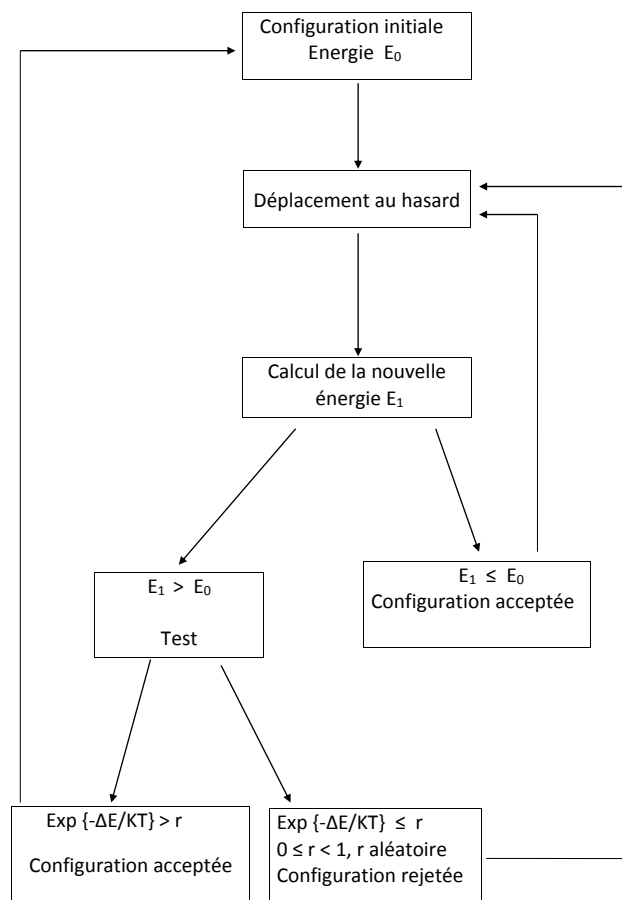 Configuration initiale
Energie E₀
Déplacement au hasard
Calcul de la nouvelle
énergie E₁
E₁ > E₀
Test
E₁ ≤ E₀
Configuration acceptée
Exp {-ΔE/KT} > r
Configuration acceptée
Exp {-ΔE/KT} ≤ r
0 ≤ r < 1, r aléatoire
Configuration rejetée